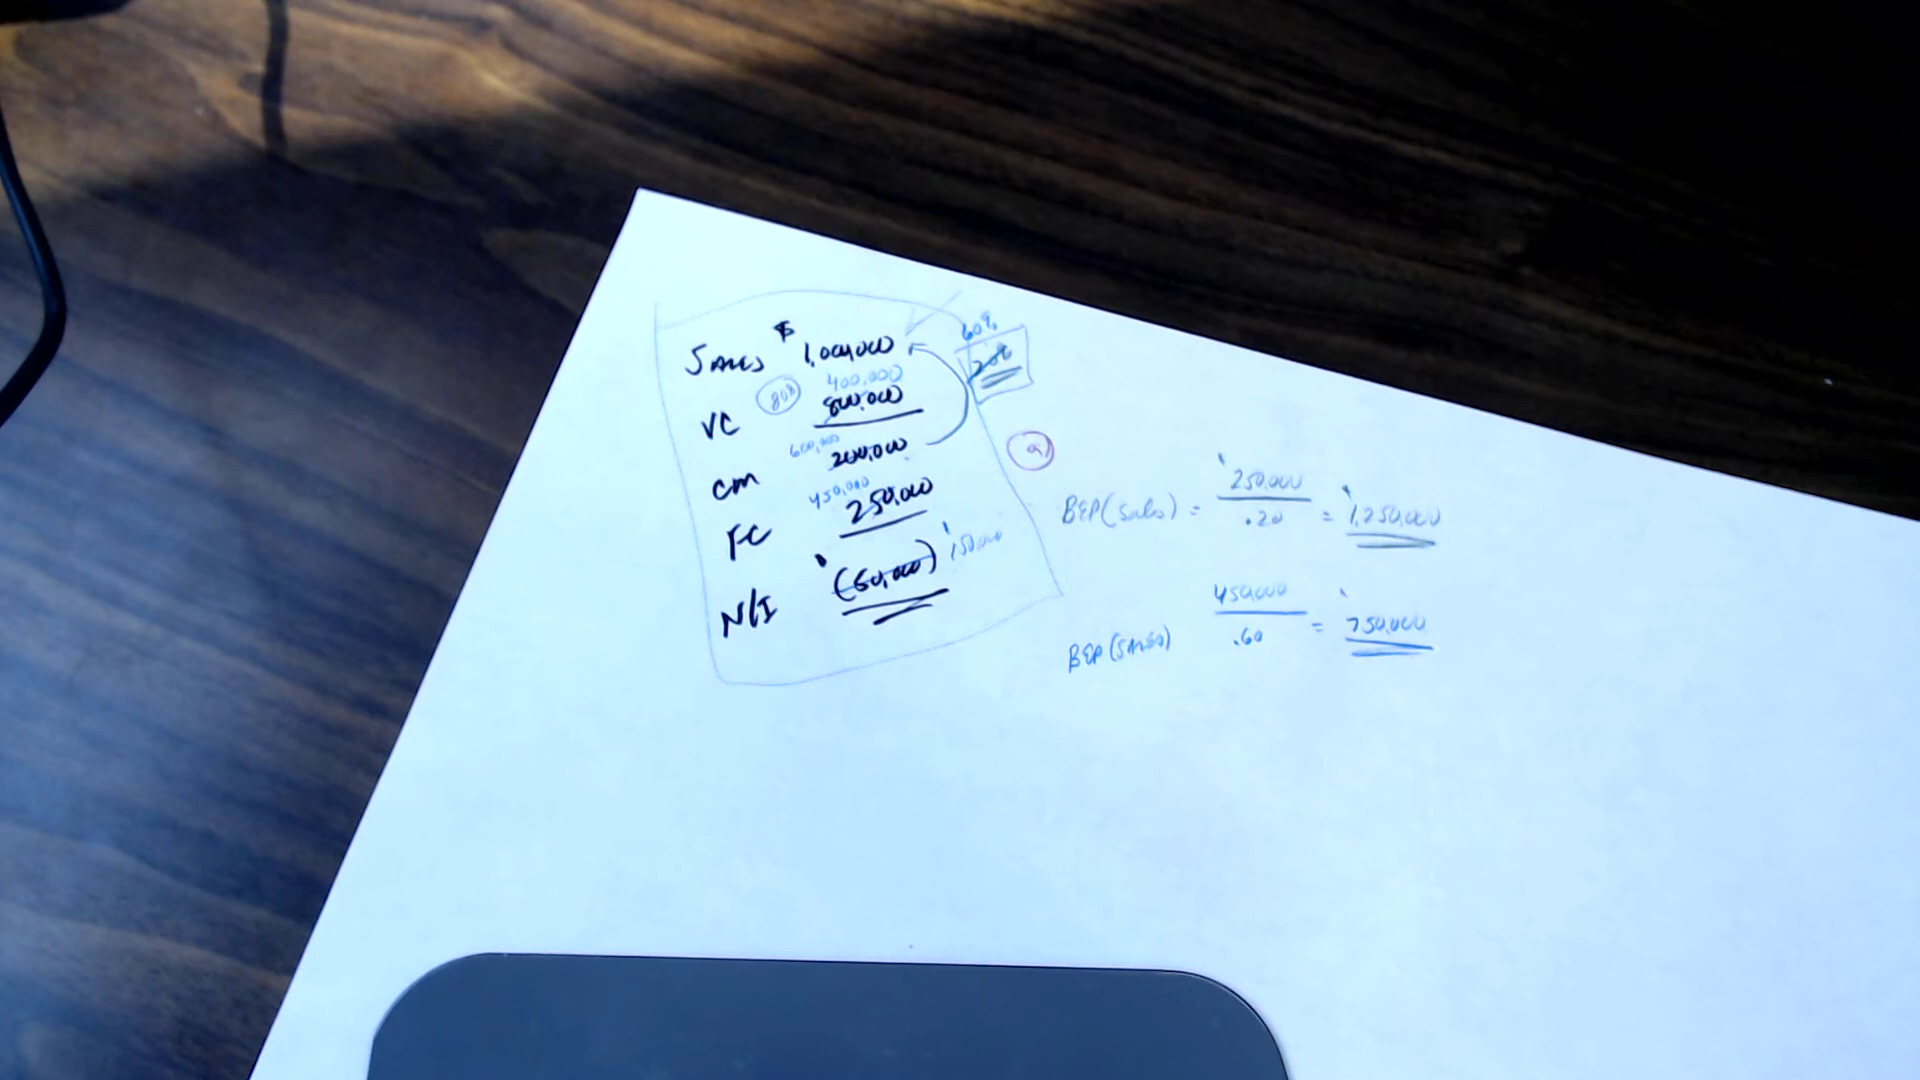 SALES $ 1,000,000
60%
20%
400,000
VC 80% 800,000
600,000
CM 200,000
450,000
FC 250,000
N/I (50,000) 150,000
a)
BEP (Sales) = 250,000 / .20 = 1,250,000
BEP (SALES) 450,000 / .60 = 750,000